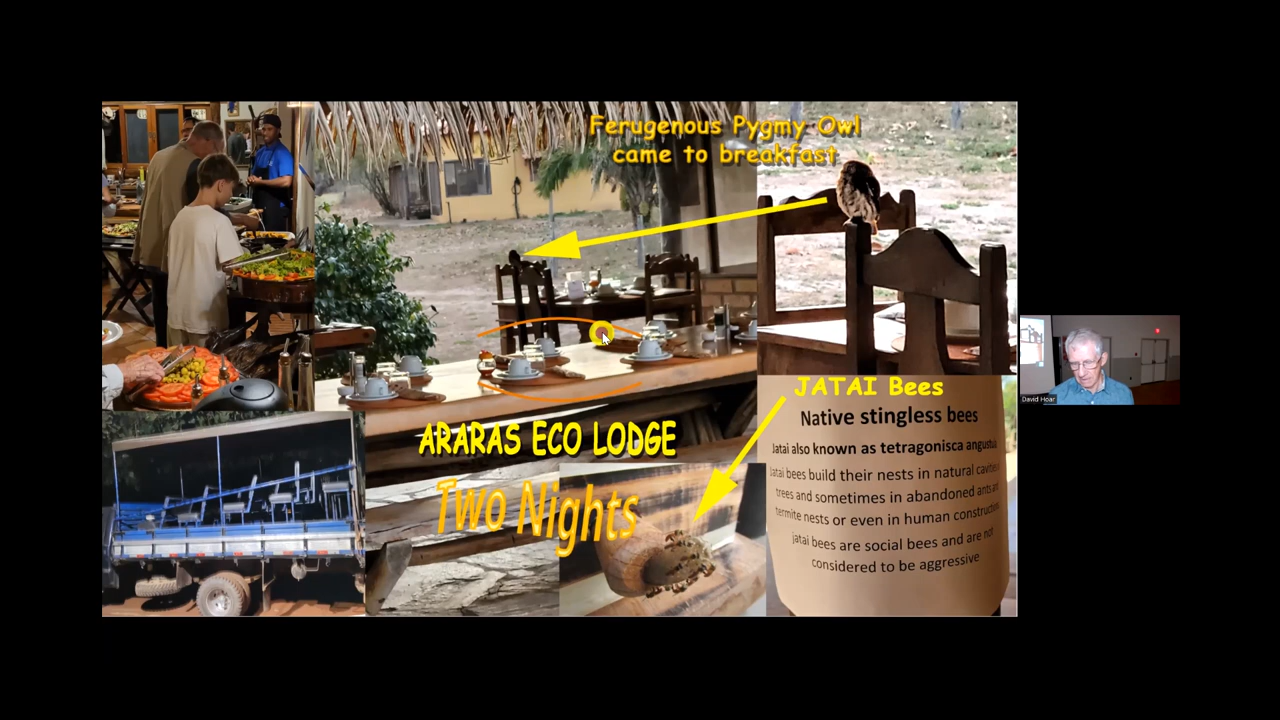 Ferugenous Pygmy Owl
came to breakfast
JATAI Bees
Native stingless bees
Jatai also known as tetragonisca angustula
Jatai bees build their nests in natural cavities
trees and sometimes in abandoned ants and
termite nests or even in human construction
jatai bees are social bees and are not
considered to be aggressive
ARARAS ECO LODGE
Two Nights
David Hoar